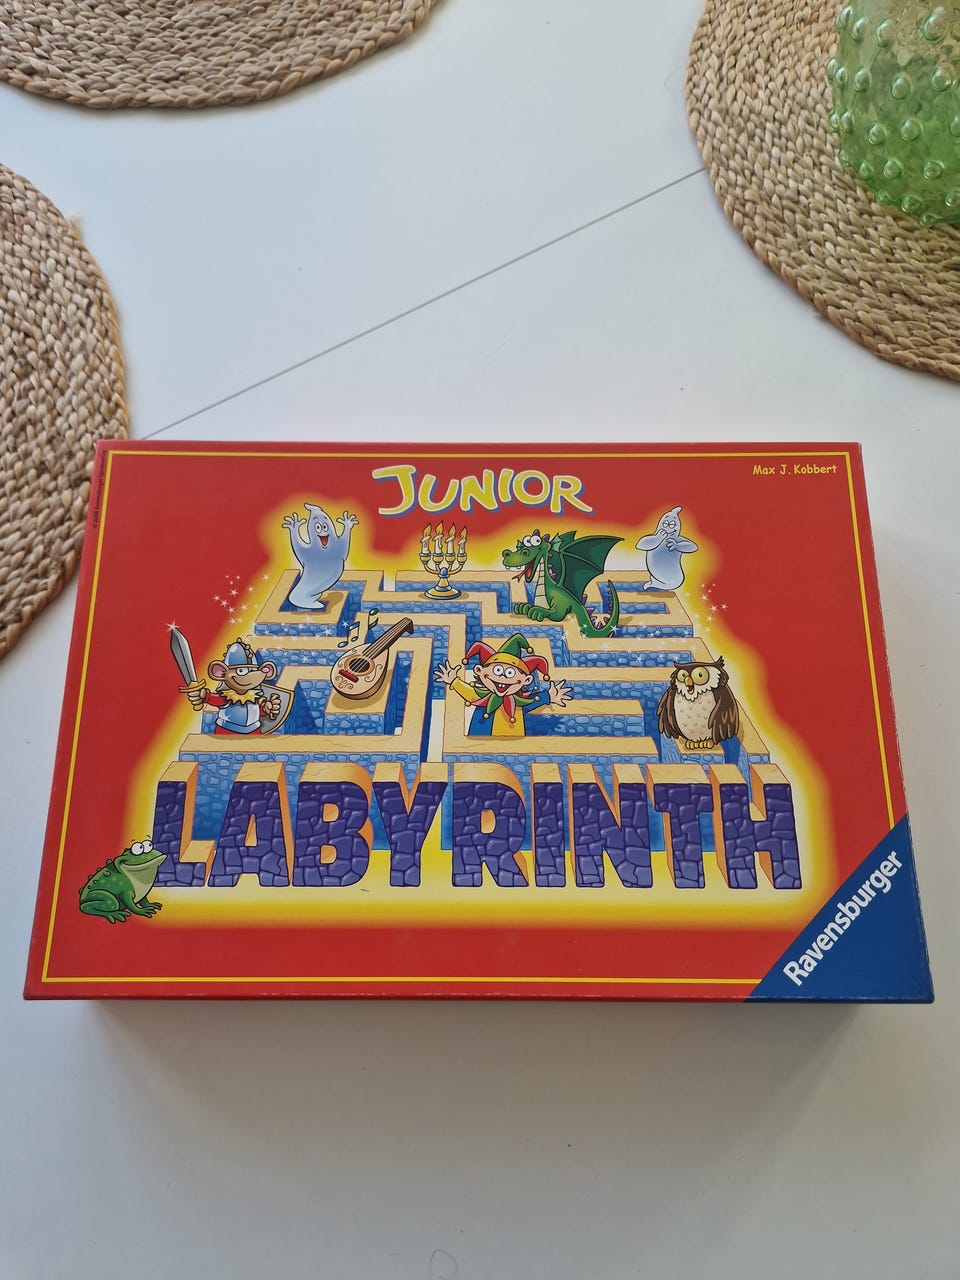 JUNIOR
Max J. Kobbert
LABYRINTH
Ravensburger